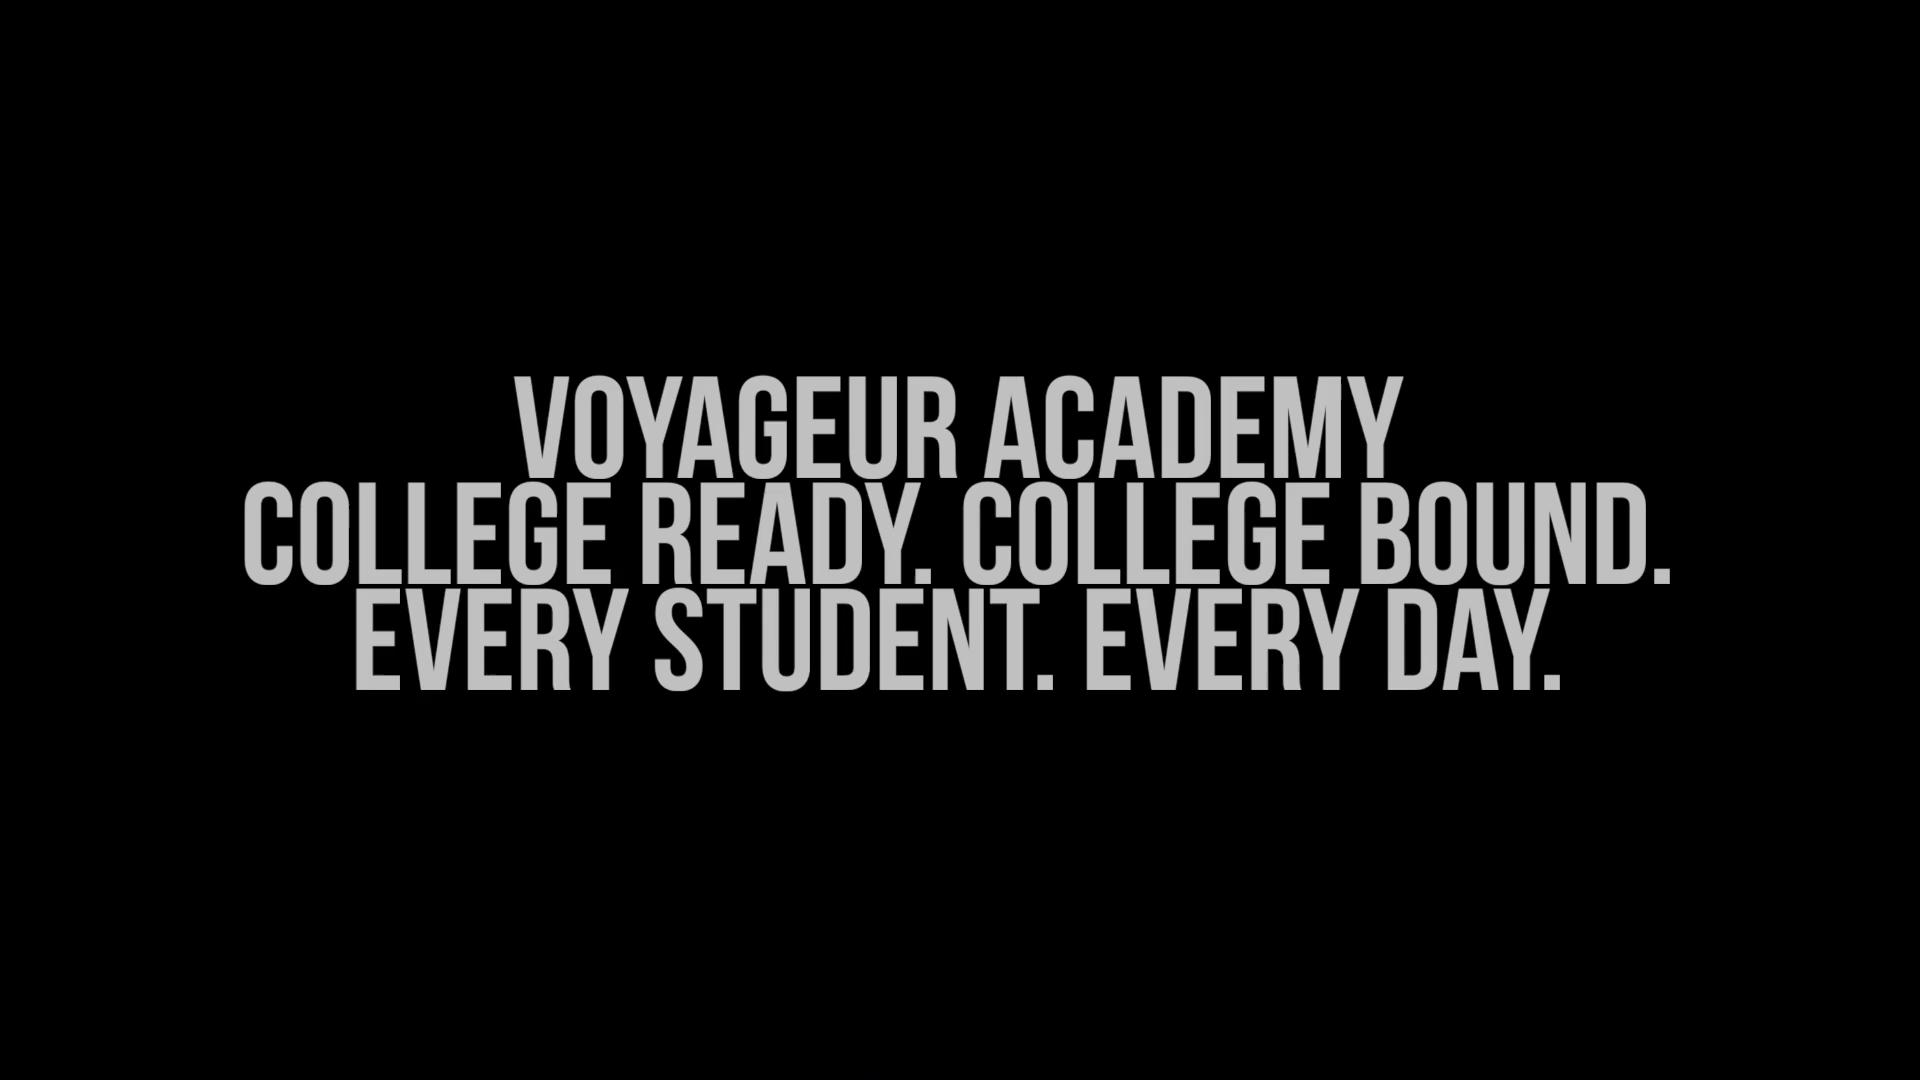 VOYAGEUR ACADEMY
COLLEGE READY. COLLEGE BOUND.
EVERY STUDENT. EVERY DAY.